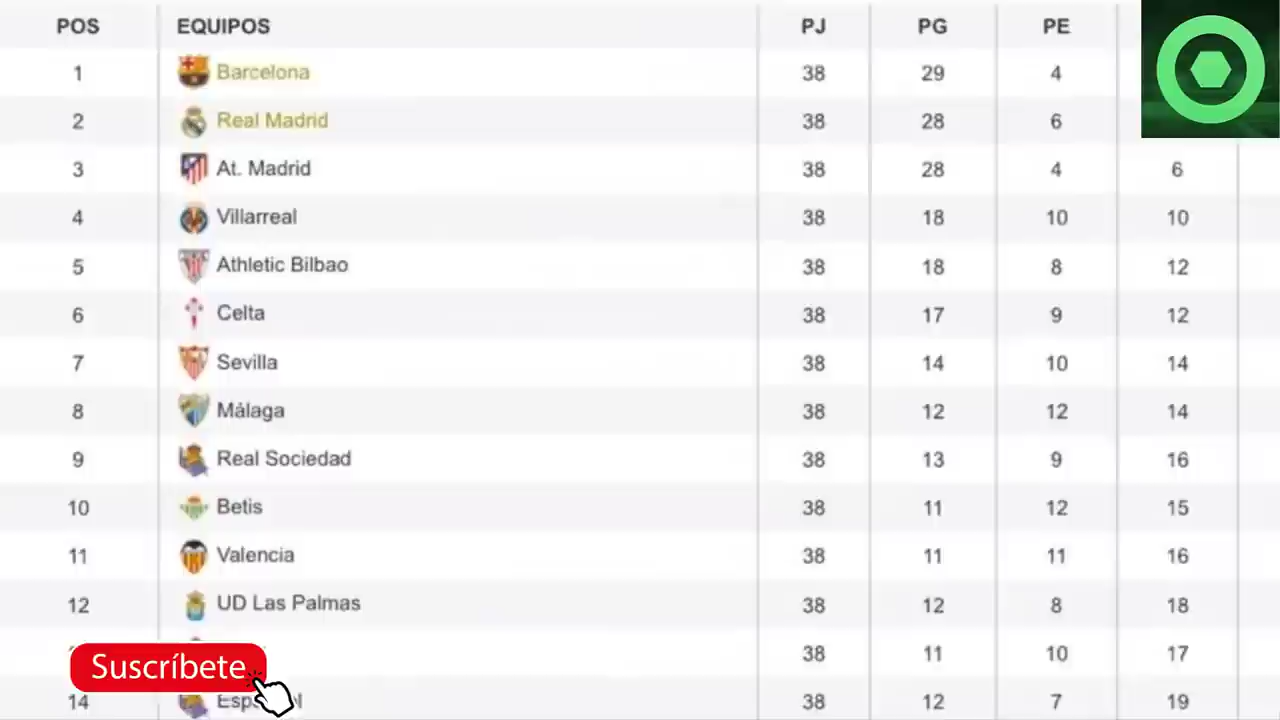 POS EQUIPOS PJ PG PE
1 Barcelona 38 29 4
2 Real Madrid 38 28 6
3 At. Madrid 38 28 4 6
4 Villarreal 38 18 10 10
5 Athletic Bilbao 38 18 8 12
6 Celta 38 17 9 12
7 Sevilla 38 14 10 14
8 Málaga 38 12 12 14
9 Real Sociedad 38 13 9 16
10 Betis 38 11 12 15
11 Valencia 38 11 11 16
12 UD Las Palmas 38 12 8 18
38 11 10 17
Suscríbete
14 38 12 7 19